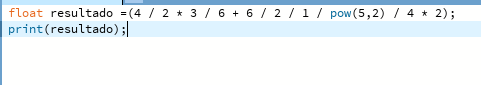 float resultado =(4 / 2 * 3 / 6 + 6 / 2 / 1 / pow(5,2) / 4 * 2);
print(resultado);